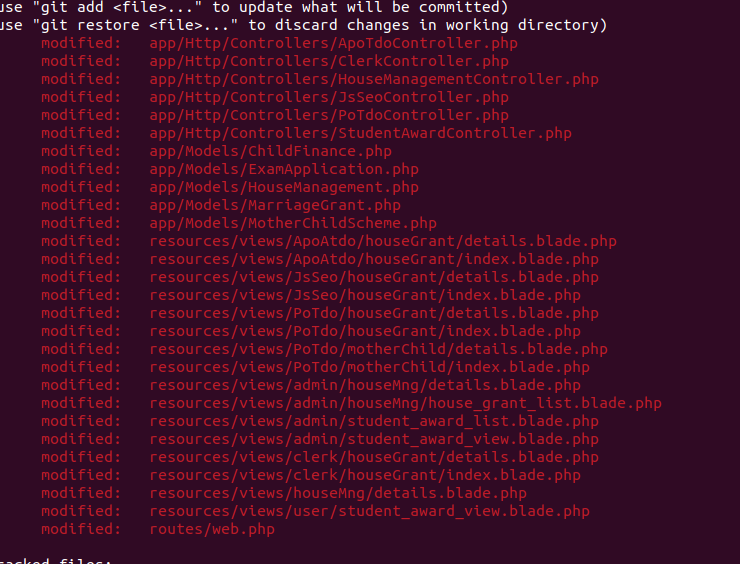 use "git add <file>..." to update what will be committed)
use "git restore <file>..." to discard changes in working directory)
modified: app/Http/Controllers/ApoTdoController.php
modified: app/Http/Controllers/ClerkController.php
modified: app/Http/Controllers/HouseManagementController.php
modified: app/Http/Controllers/JsSeoController.php
modified: app/Http/Controllers/PoTdoController.php
modified: app/Http/Controllers/StudentAwardController.php
modified: app/Models/ChildFinance.php
modified: app/Models/ExamApplication.php
modified: app/Models/HouseManagement.php
modified: app/Models/MarriageGrant.php
modified: app/Models/MotherChildScheme.php
modified: resources/views/ApoAtdo/houseGrant/details.blade.php
modified: resources/views/ApoAtdo/houseGrant/index.blade.php
modified: resources/views/JsSeo/houseGrant/details.blade.php
modified: resources/views/JsSeo/houseGrant/index.blade.php
modified: resources/views/PoTdo/houseGrant/details.blade.php
modified: resources/views/PoTdo/houseGrant/index.blade.php
modified: resources/views/PoTdo/motherChild/details.blade.php
modified: resources/views/PoTdo/motherChild/index.blade.php
modified: resources/views/admin/houseMng/details.blade.php
modified: resources/views/admin/houseMng/house_grant_list.blade.php
modified: resources/views/admin/student_award_list.blade.php
modified: resources/views/admin/student_award_view.blade.php
modified: resources/views/clerk/houseGrant/details.blade.php
modified: resources/views/clerk/houseGrant/index.blade.php
modified: resources/views/houseMng/details.blade.php
modified: resources/views/user/student_award_view.blade.php
modified: routes/web.php
files: